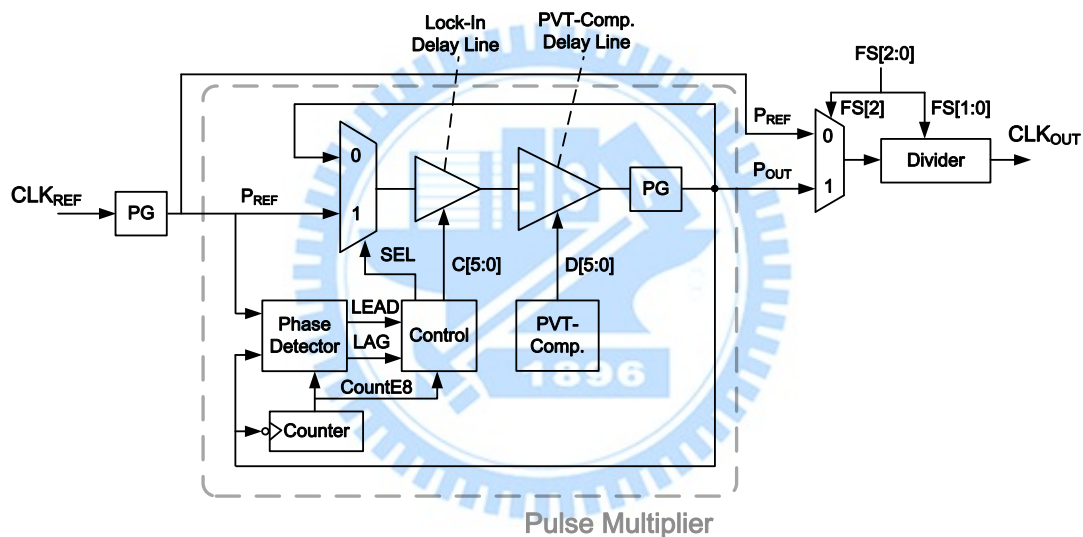 Lock-In
Delay Line
PVT-Comp.
Delay Line
FS[2:0]
FS[2]
FS[1:0]
PREF
0
1
Divider
CLKOUT
POUT
CLKREF
PG
PREF
0
1
PG
SEL
C[5:0]
D[5:0]
Phase
Detector
LEAD
LAG
Control
PVT-
Comp.
CountE8
Counter
1896
Pulse Multiplier